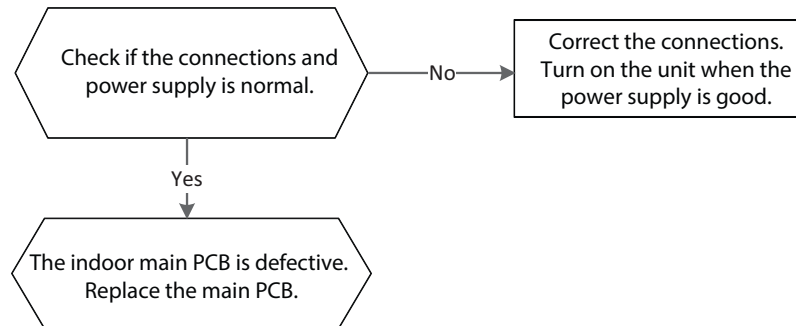 Check if the connections and
power supply is normal.
No
Correct the connections.
Turn on the unit when the
power supply is good.
Yes
The indoor main PCB is defective.
Replace the main PCB.